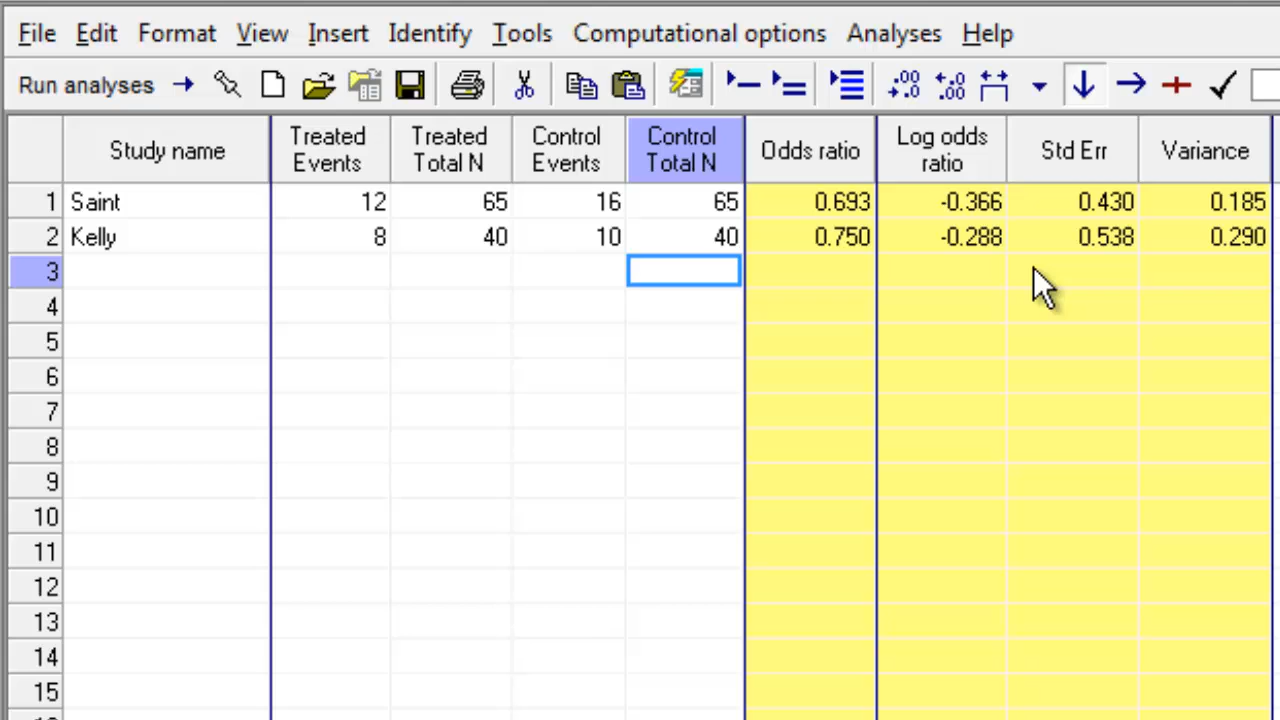 File Edit Format View Insert Identify Tools Computational options Analyses Help
Run analyses
Study name Treated Events Treated Total N Control Events Control Total N Odds ratio Log odds ratio Std Err Variance
1 Saint 12 65 16 65 0.693 -0.366 0.430 0.185
2 Kelly 8 40 10 40 0.750 -0.288 0.538 0.290
3
4
5
6
7
8
9
10
11
12
13
14
15